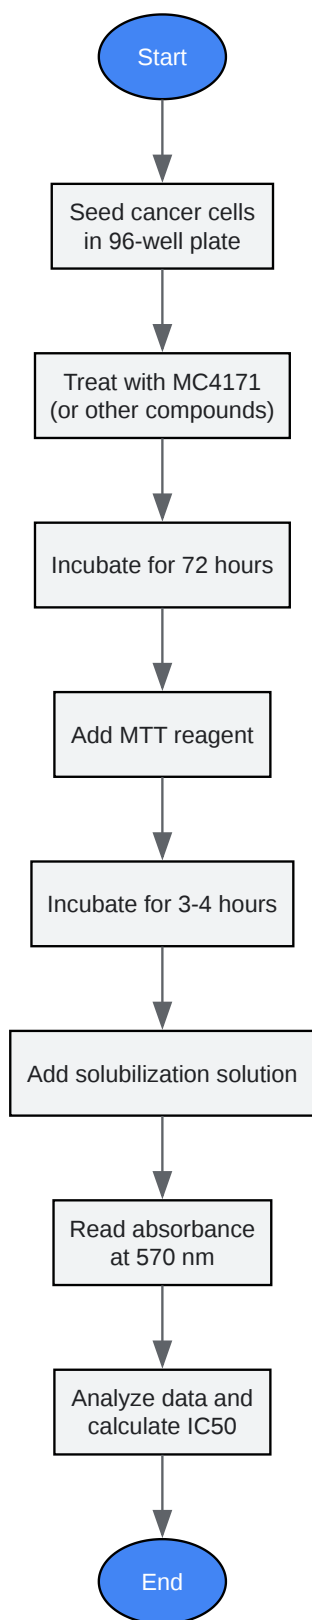 Start
Seed cancer cells
in 96-well plate
Treat with MC4171
(or other compounds)
Incubate for 72 hours
Add MTT reagent
Incubate for 3-4 hours
Add solubilization solution
Read absorbance
at 570 nm
Analyze data and
calculate IC50
End